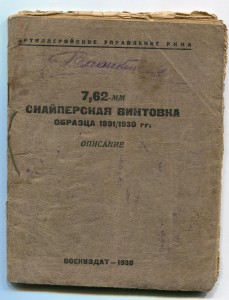 АРТИЛЛЕРИЙСКОЕ УПРАВЛЕНИЕ РККА
7,62-мм
СНАЙПЕРСКАЯ ВИНТОВКА
ОБРАЗЦА 1891/1930 гг.
ОПИСАНИЕ
ВОЕНИЗДАТ—1938